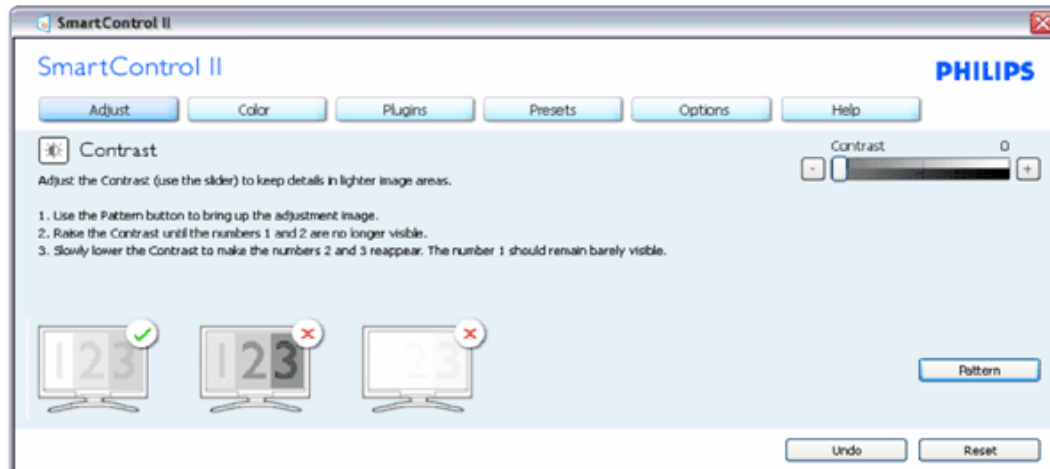 SmartControl II
SmartControl II
PHILIPS
Adjust Color Plugins Presets Options Help
Contrast
Contrast 0
- +
Adjust the Contrast (use the slider) to keep details in lighter image areas.
1. Use the Pattern button to bring up the adjustment image.
2. Raise the Contrast until the numbers 1 and 2 are no longer visible.
3. Slowly lower the Contrast to make the numbers 2 and 3 reappear. The number 1 should remain barely visible.
123 123 23
Pattern
Undo Reset